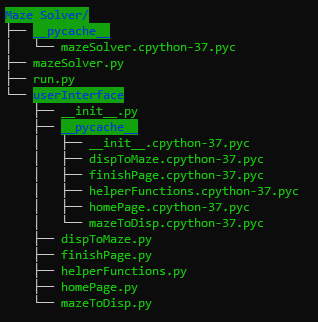 Maze Solver/
├── __pycache__
│   └── mazeSolver.cpython-37.pyc
├── mazeSolver.py
├── run.py
└── userInterface
    ├── __init__.py
    ├── __pycache__
    │   ├── __init__.cpython-37.pyc
    │   ├── dispToMaze.cpython-37.pyc
    │   ├── finishPage.cpython-37.pyc
    │   ├── helperFunctions.cpython-37.pyc
    │   ├── homePage.cpython-37.pyc
    │   └── mazeToDisp.cpython-37.pyc
    ├── dispToMaze.py
    ├── finishPage.py
    ├── helperFunctions.py
    ├── homePage.py
    └── mazeToDisp.py